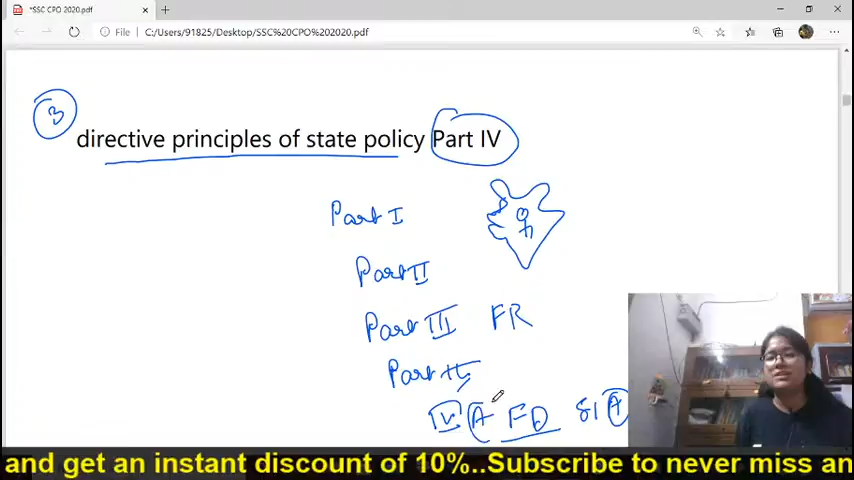 *SSC CPO 2020.pdf
File
C:/Users/91825/Desktop/SSC%20CPO%202020.pdf
3
directive principles of state policy Part IV
Part I
Part II
Part III FR
Part IV
IV A FD 51 A
and get an instant discount of 10%..Subscribe to never miss an